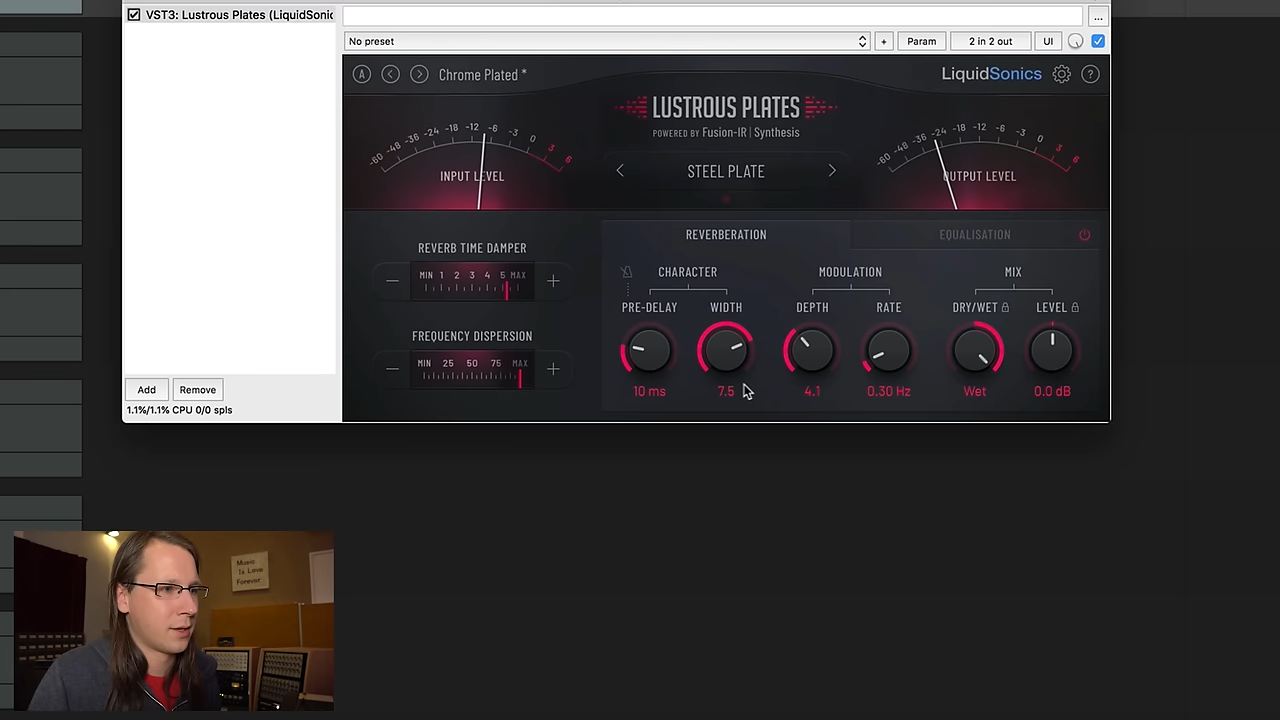 VST3: Lustrous Plates (LiquidSonic
...
No preset
+
Param
2 in 2 out
UI
A
Chrome Plated *
LiquidSonics
?
LUSTROUS PLATES
POWERED BY Fusion-IR | Synthesis
-60 -48 -36 -24 -18 -12 -6 -3 0 3 6
INPUT LEVEL
STEEL PLATE
-60 -48 -36 -24 -18 -12 -6 -3 0 3 6
OUTPUT LEVEL
REVERB TIME DAMPER
MIN 1 2 3 4 5 MAX
FREQUENCY DISPERSION
MIN 25 50 75 MAX
REVERBERATION
EQUALISATION
CHARACTER
MODULATION
MIX
PRE-DELAY
WIDTH
DEPTH
RATE
DRY/WET
LEVEL
10 ms
7.5
4.1
0.30 Hz
Wet
0.0 dB
Add
Remove
1.1%/1.1% CPU 0/0 spls
Music
Is Love
Forever